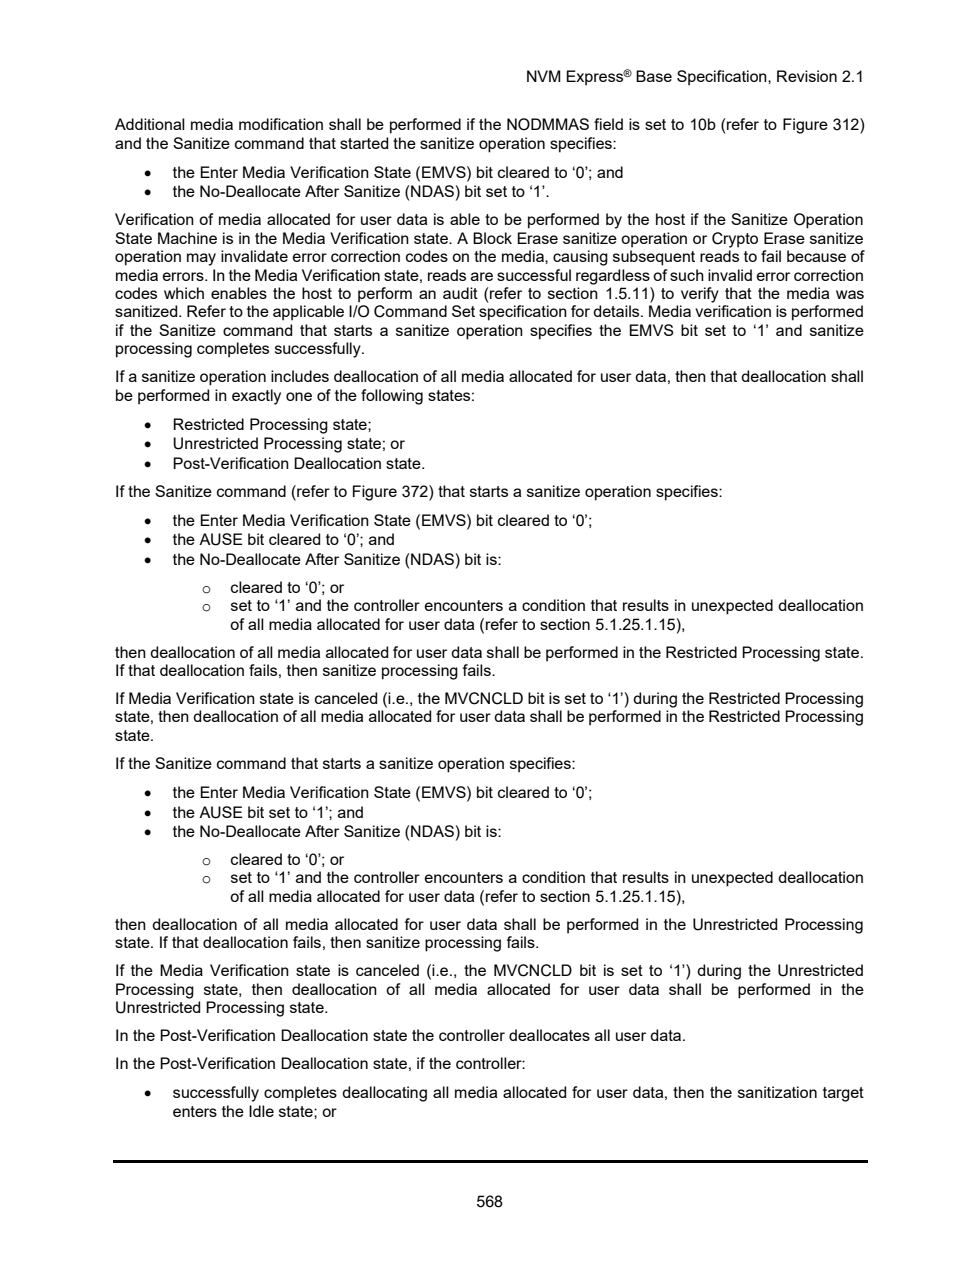 NVM Express® Base Specification, Revision 2.1
Additional media modification shall be performed if the NODMMAS field is set to 10b (refer to Figure 312)
and the Sanitize command that started the sanitize operation specifies:
• the Enter Media Verification State (EMVS) bit cleared to ‘0’; and
• the No-Deallocate After Sanitize (NDAS) bit set to ‘1’.
Verification of media allocated for user data is able to be performed by the host if the Sanitize Operation
State Machine is in the Media Verification state. A Block Erase sanitize operation or Crypto Erase sanitize
operation may invalidate error correction codes on the media, causing subsequent reads to fail because of
media errors. In the Media Verification state, reads are successful regardless of such invalid error correction
codes which enables the host to perform an audit (refer to section 1.5.11) to verify that the media was
sanitized. Refer to the applicable I/O Command Set specification for details. Media verification is performed
if the Sanitize command that starts a sanitize operation specifies the EMVS bit set to ‘1’ and sanitize
processing completes successfully.
If a sanitize operation includes deallocation of all media allocated for user data, then that deallocation shall
be performed in exactly one of the following states:
• Restricted Processing state;
• Unrestricted Processing state; or
• Post-Verification Deallocation state.
If the Sanitize command (refer to Figure 372) that starts a sanitize operation specifies:
• the Enter Media Verification State (EMVS) bit cleared to ‘0’;
• the AUSE bit cleared to ‘0’; and
• the No-Deallocate After Sanitize (NDAS) bit is:
o cleared to ‘0’; or
o set to ‘1’ and the controller encounters a condition that results in unexpected deallocation
of all media allocated for user data (refer to section 5.1.25.1.15),
then deallocation of all media allocated for user data shall be performed in the Restricted Processing state.
If that deallocation fails, then sanitize processing fails.
If Media Verification state is canceled (i.e., the MVCNCLD bit is set to ‘1’) during the Restricted Processing
state, then deallocation of all media allocated for user data shall be performed in the Restricted Processing
state.
If the Sanitize command that starts a sanitize operation specifies:
• the Enter Media Verification State (EMVS) bit cleared to ‘0’;
• the AUSE bit set to ‘1’; and
• the No-Deallocate After Sanitize (NDAS) bit is:
o cleared to ‘0’; or
o set to ‘1’ and the controller encounters a condition that results in unexpected deallocation
of all media allocated for user data (refer to section 5.1.25.1.15),
then deallocation of all media allocated for user data shall be performed in the Unrestricted Processing
state. If that deallocation fails, then sanitize processing fails.
If the Media Verification state is canceled (i.e., the MVCNCLD bit is set to ‘1’) during the Unrestricted
Processing state, then deallocation of all media allocated for user data shall be performed in the
Unrestricted Processing state.
In the Post-Verification Deallocation state the controller deallocates all user data.
In the Post-Verification Deallocation state, if the controller:
• successfully completes deallocating all media allocated for user data, then the sanitization target
enters the Idle state; or
568